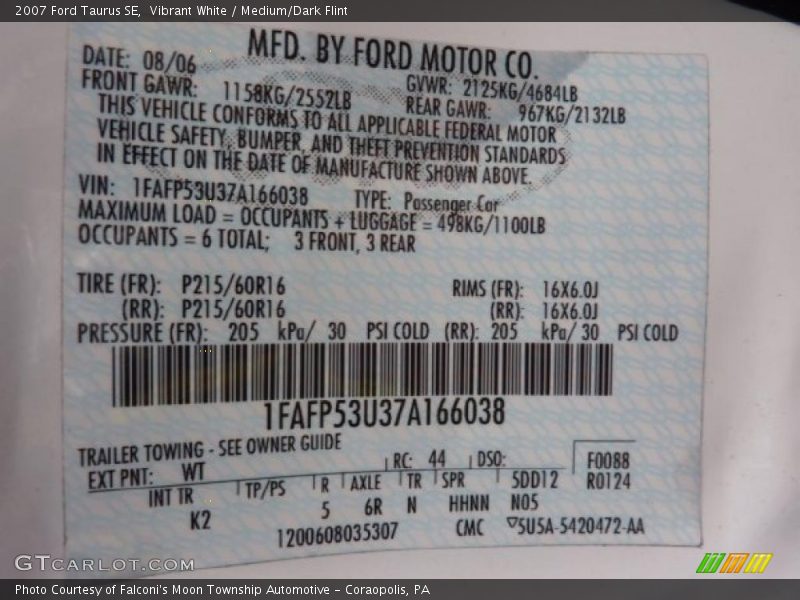 2007 Ford Taurus SE, Vibrant White / Medium/Dark Flint
MFD. BY FORD MOTOR CO.
DATE: 08/06 GVWR: 2125KG/4684LB
FRONT GAWR: 1158KG/2552LB REAR GAWR: 967KG/2132LB
THIS VEHICLE CONFORMS TO ALL APPLICABLE FEDERAL MOTOR
VEHICLE SAFETY, BUMPER, AND THEFT PREVENTION STANDARDS
IN EFFECT ON THE DATE OF MANUFACTURE SHOWN ABOVE.
VIN: 1FAFP53U37A166038 TYPE: Passenger Car
MAXIMUM LOAD = OCCUPANTS + LUGGAGE = 498KG/1100LB
OCCUPANTS = 6 TOTAL; 3 FRONT, 3 REAR
TIRE (FR): P215/60R16 RIMS (FR): 16X6.0J
(RR): P215/60R16 (RR): 16X6.0J
PRESSURE (FR): 205 kPa/ 30 PSI COLD (RR): 205 kPa/ 30 PSI COLD
1FAFP53U37A166038
TRAILER TOWING - SEE OWNER GUIDE
EXT PNT: WT RC: 44 DSO: F0088
INT TR TP/PS R AXLE TR SPR 5DD12 R0124
K2 5 6R N HHNN N05
1200608035307 CMC 5U5A-5420472-AA
GTCARLOT.COM
Photo Courtesy of Falconi's Moon Township Automotive – Coraopolis, PA